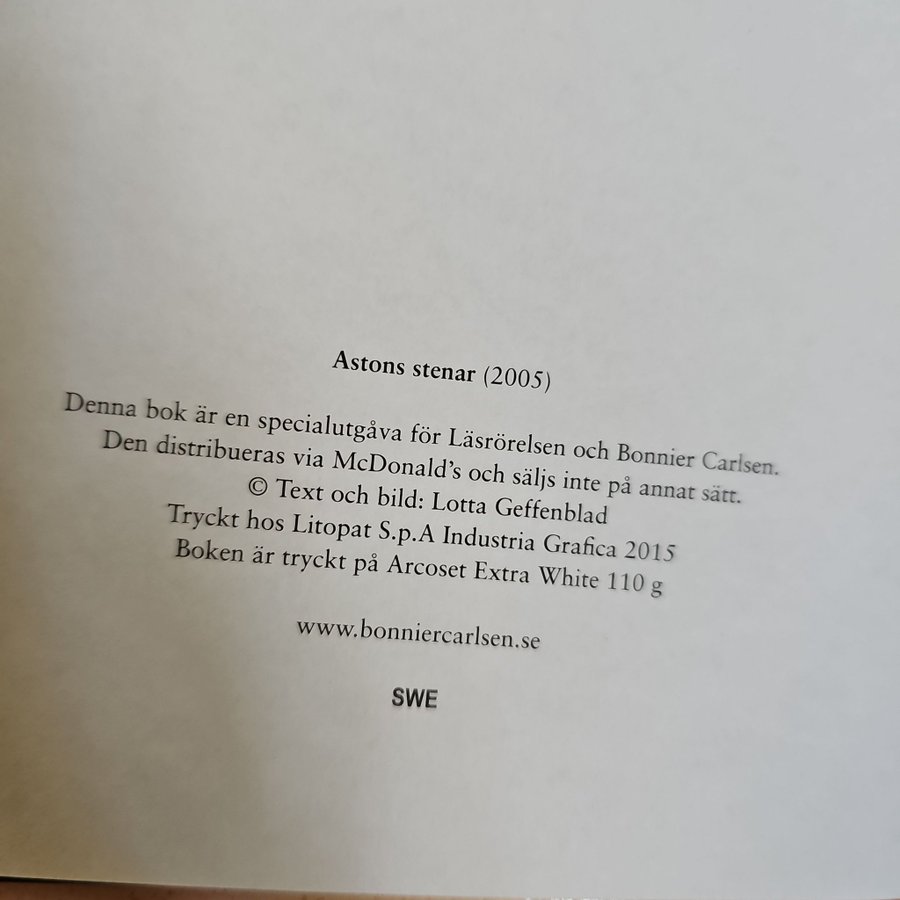 Astons stenar (2005)
Denna bok är en specialutgåva för Läsrörelsen och Bonnier Carlsen.
Den distribueras via McDonald's och säljs inte på annat sätt.
© Text och bild: Lotta Geffenblad
Tryckt hos Litopat S.p.A Industria Grafica 2015
Boken är tryckt på Arcoset Extra White 110 g
www.bonniercarlsen.se
SWE